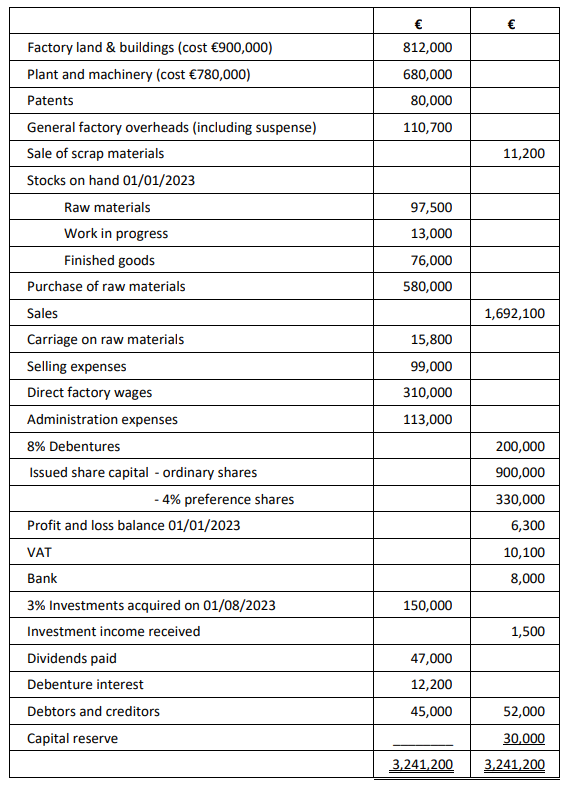 € €
Factory land & buildings (cost €900,000) 812,000
Plant and machinery (cost €780,000) 680,000
Patents 80,000
General factory overheads (including suspense) 110,700
Sale of scrap materials 11,200
Stocks on hand 01/01/2023
Raw materials 97,500
Work in progress 13,000
Finished goods 76,000
Purchase of raw materials 580,000
Sales 1,692,100
Carriage on raw materials 15,800
Selling expenses 99,000
Direct factory wages 310,000
Administration expenses 113,000
8% Debentures 200,000
Issued share capital - ordinary shares 900,000
- 4% preference shares 330,000
Profit and loss balance 01/01/2023 6,300
VAT 10,100
Bank 8,000
3% Investments acquired on 01/08/2023 150,000
Investment income received 1,500
Dividends paid 47,000
Debenture interest 12,200
Debtors and creditors 45,000 52,000
Capital reserve 30,000
3,241,200 3,241,200